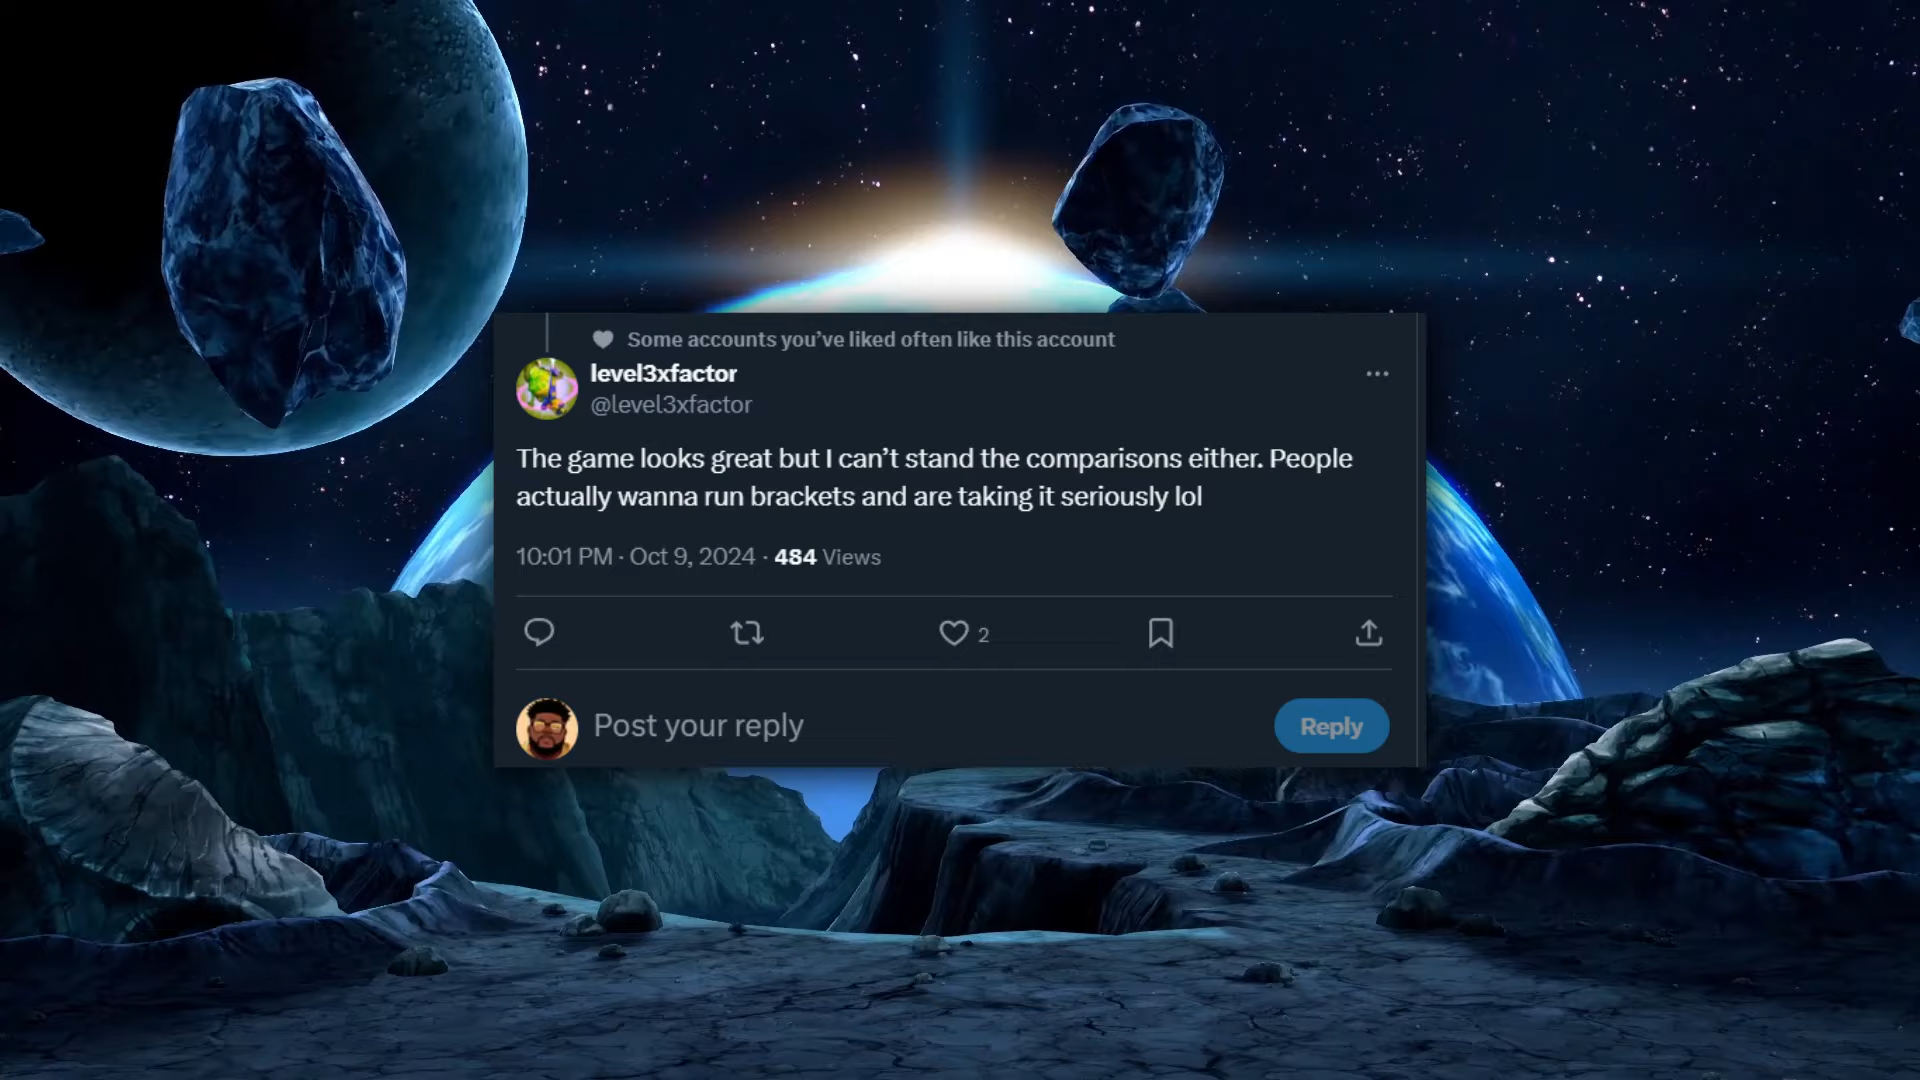 Some accounts you’ve liked often like this account
level3xfactor
@level3xfactor
The game looks great but I can’t stand the comparisons either. People
actually wanna run brackets and are taking it seriously lol
10:01 PM · Oct 9, 2024 · 484 Views
2
Post your reply
Reply